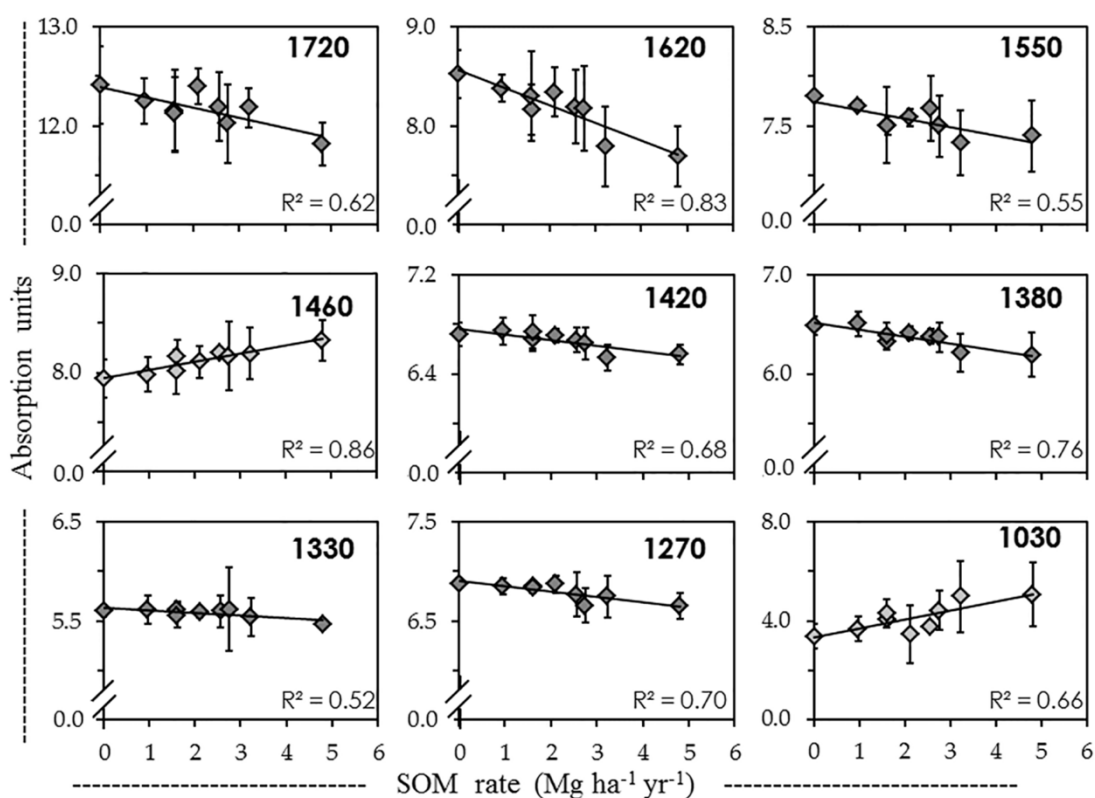 13.0
12.0
0.0
1720
R² = 0.62
9.0
8.0
0.0
1620
R² = 0.83
8.5
7.5
0.0
1550
R² = 0.55
9.0
8.0
0.0
1460
R² = 0.86
7.2
6.4
0.0
1420
R² = 0.68
7.0
6.0
0.0
1380
R² = 0.76
6.5
5.5
0.0
1330
R² = 0.52
7.5
6.5
0.0
1270
R² = 0.70
8.0
4.0
0.0
1030
R² = 0.66
0 1 2 3 4 5 6
0 1 2 3 4 5 6
0 1 2 3 4 5 6
Absorption units
SOM rate (Mg ha⁻¹ yr⁻¹)